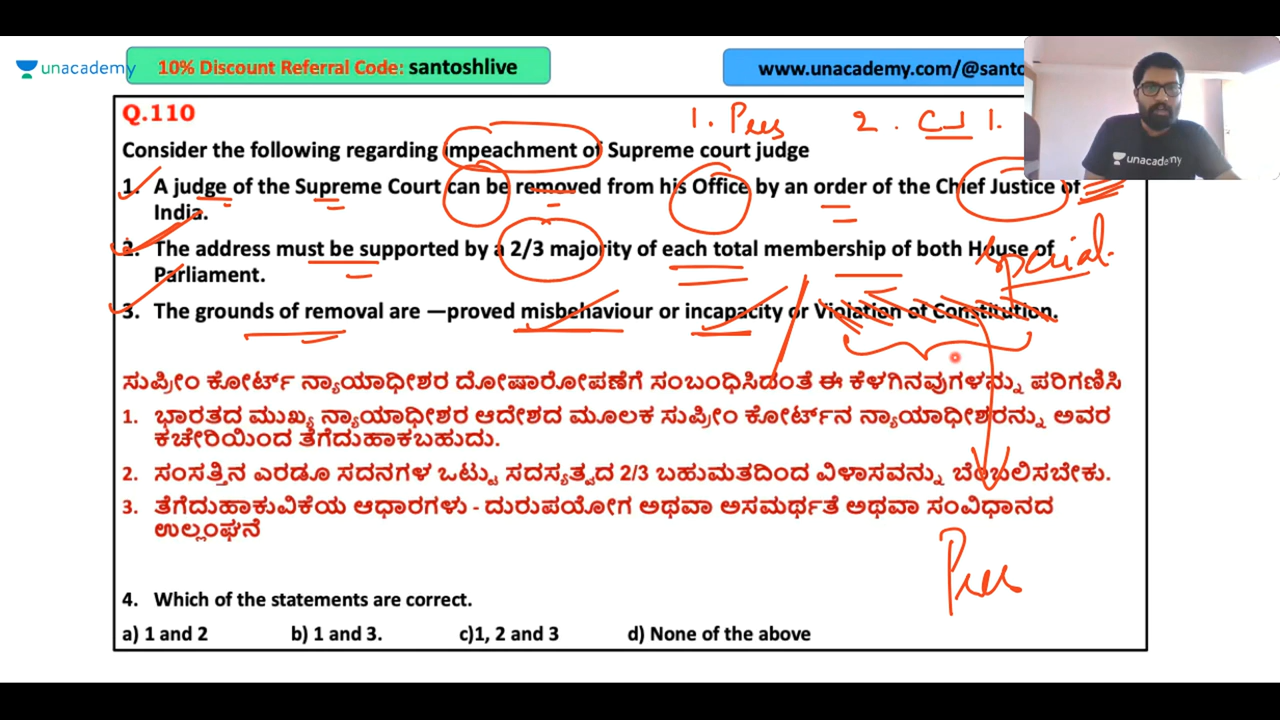 unacademy
10% Discount Referral Code: santoshlive
www.unacademy.com/@santo
unacademy
Q.110
1. Pres 2. CJI.
Consider the following regarding impeachment of Supreme court judge
1. A judge of the Supreme Court can be removed from his Office by an order of the Chief Justice of
India.
2. The address must be supported by a 2/3 majority of each total membership of both House of
Parliament.
special.
3. The grounds of removal are —proved misbehaviour or incapacity or Violation of Constitution.
ಸುಪ್ರೀಂ ಕೋರ್ಟ್ ನ್ಯಾಯಾಧೀಶರ ದೋಷಾರೋಪಣೆಗೆ ಸಂಬಂಧಿಸಿದಂತೆ ಈ ಕೆಳಗಿನವುಗಳನ್ನು ಪರಿಗಣಿಸಿ
1. ಭಾರತದ ಮುಖ್ಯ ನ್ಯಾಯಾಧೀಶರ ಆದೇಶದ ಮೂಲಕ ಸುಪ್ರೀಂ ಕೋರ್ಟ್‌ನ ನ್ಯಾಯಾಧೀಶರನ್ನು ಅವರ
ಕಚೇರಿಯಿಂದ ತೆಗೆದುಹಾಕಬಹುದು.
2. ಸಂಸತ್ತಿನ ಎರಡೂ ಸದನಗಳ ಒಟ್ಟು ಸದಸ್ಯತ್ವದ 2/3 ಬಹುಮತದಿಂದ ವಿಳಾಸವನ್ನು ಬೆಂಬಲಿಸಬೇಕು.
3. ತೆಗೆದುಹಾಕುವಿಕೆಯ ಆಧಾರಗಳು - ದುರುಪಯೋಗ ಅಥವಾ ಅಸಮರ್ಥತೆ ಅಥವಾ ಸಂವಿಧಾನದ
ಉಲ್ಲಂಘನೆ
Pres
4. Which of the statements are correct.
a) 1 and 2 b) 1 and 3. c)1, 2 and 3 d) None of the above